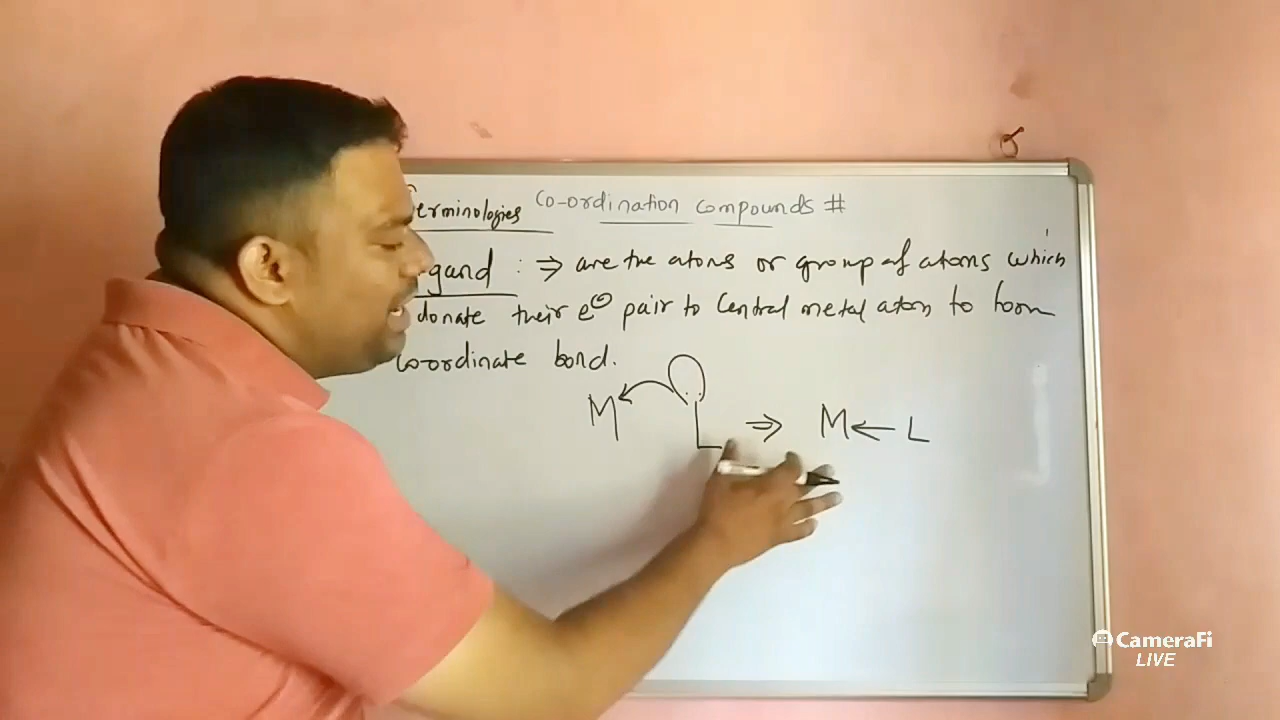 Terminologies Co-ordination Compounds #
gand : ⇒ are the atoms or group of atoms which
donate their e⊖ pair to Central metal atom to form
coordinate bond.
M L ⇒ M ← L
CameraFi
LIVE